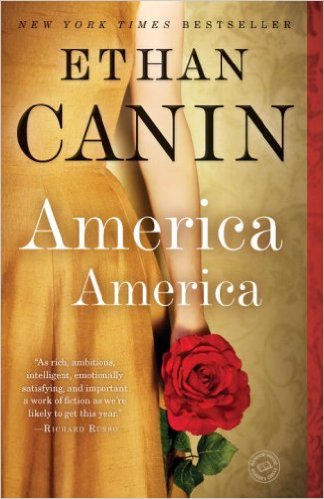 NEW YORK TIMES BESTSELLER
ETHAN
CANIN
America
America
"As rich, ambitious,
intelligent, emotionally
satisfying, and important
a work of fiction as we're
likely to get this year."
—Richard Russo